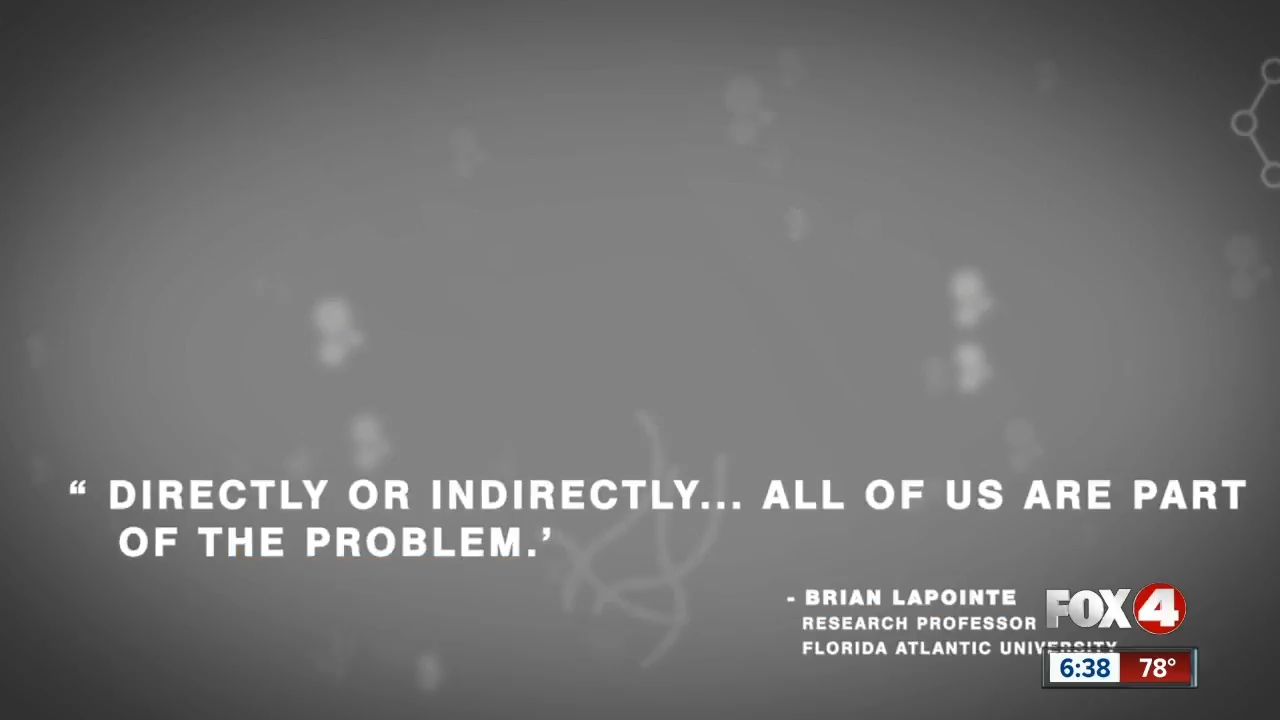 “ DIRECTLY OR INDIRECTLY... ALL OF US ARE PART
OF THE PROBLEM.’
- BRIAN LAPOINTE
RESEARCH PROFESSOR
FLORIDA ATLANTIC UNIVERSITY
FOX 4
6:38 78°